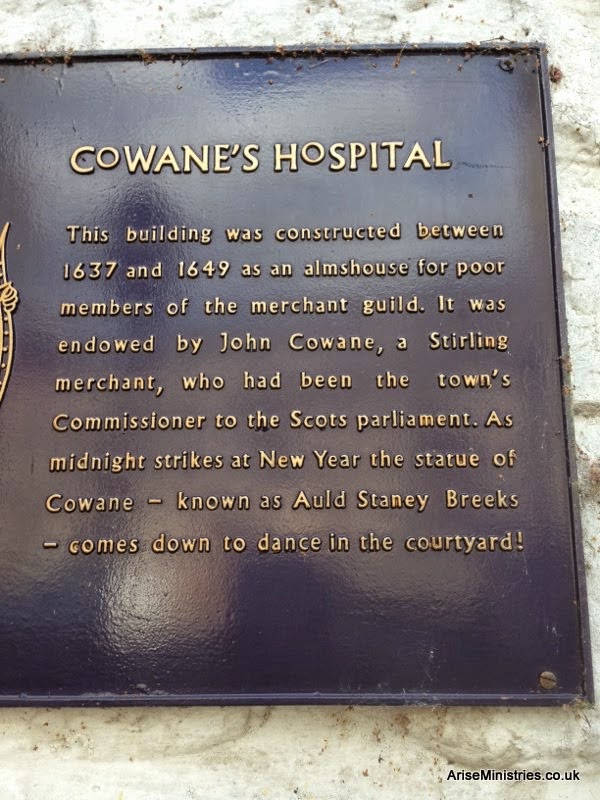 COWANE'S HOSPITAL
This building was constructed between
1637 and 1649 as an almshouse for poor
members of the merchant guild. It was
endowed by John Cowane, a Stirling
merchant, who had been the town's
Commissioner to the Scots parliament. As
midnight strikes at New Year the statue of
Cowane – known as Auld Staney Breeks
– comes down to dance in the courtyard!
AriseMinistries.co.uk